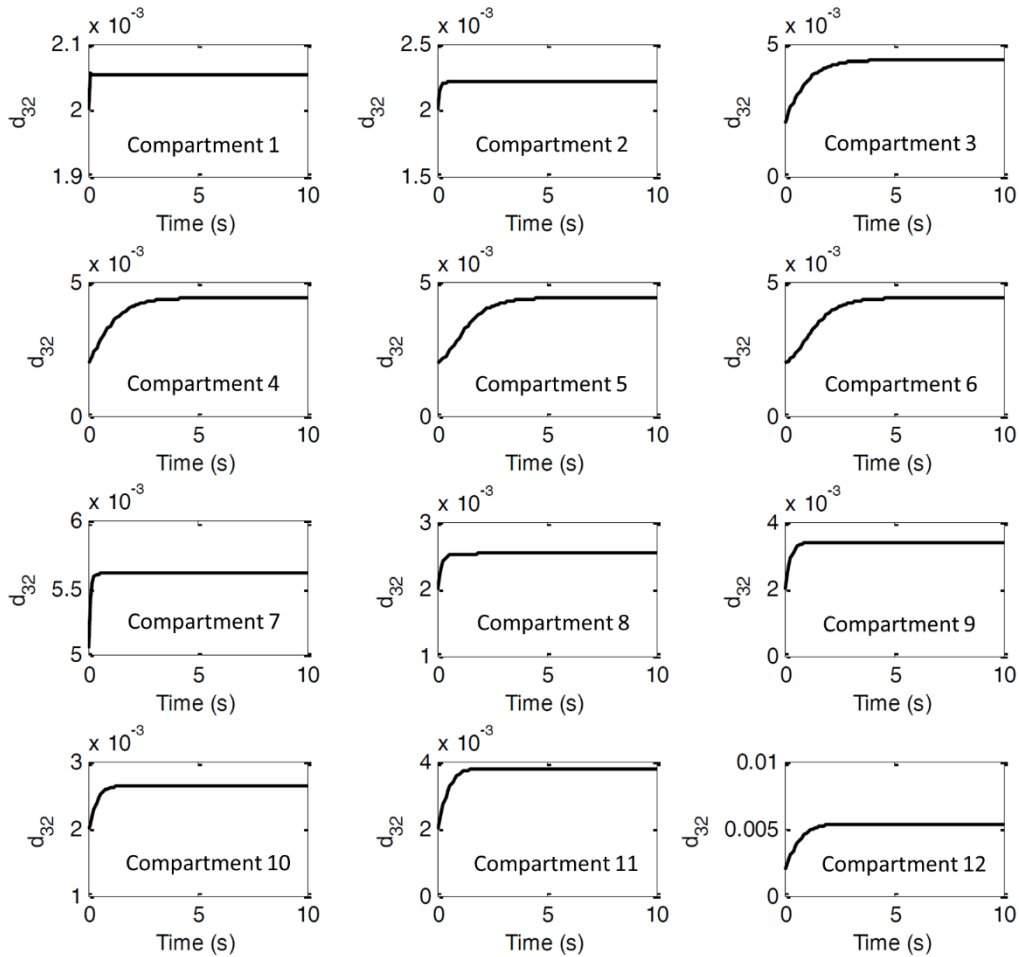 x 10⁻³
2.1
2
1.9
d₃₂
Compartment 1
0 5 10
Time (s)
x 10⁻³
2.5
2
1.5
d₃₂
Compartment 2
0 5 10
Time (s)
x 10⁻³
5
0
d₃₂
Compartment 3
0 5 10
Time (s)
x 10⁻³
5
0
d₃₂
Compartment 4
0 5 10
Time (s)
x 10⁻³
5
0
d₃₂
Compartment 5
0 5 10
Time (s)
x 10⁻³
5
0
d₃₂
Compartment 6
0 5 10
Time (s)
x 10⁻³
6
5.5
5
d₃₂
Compartment 7
0 5 10
Time (s)
x 10⁻³
3
2
1
d₃₂
Compartment 8
0 5 10
Time (s)
x 10⁻³
4
2
0
d₃₂
Compartment 9
0 5 10
Time (s)
x 10⁻³
3
2
1
d₃₂
Compartment 10
0 5 10
Time (s)
x 10⁻³
4
2
0
d₃₂
Compartment 11
0 5 10
Time (s)
0.01
0.005
0
d₃₂
Compartment 12
0 5 10
Time (s)